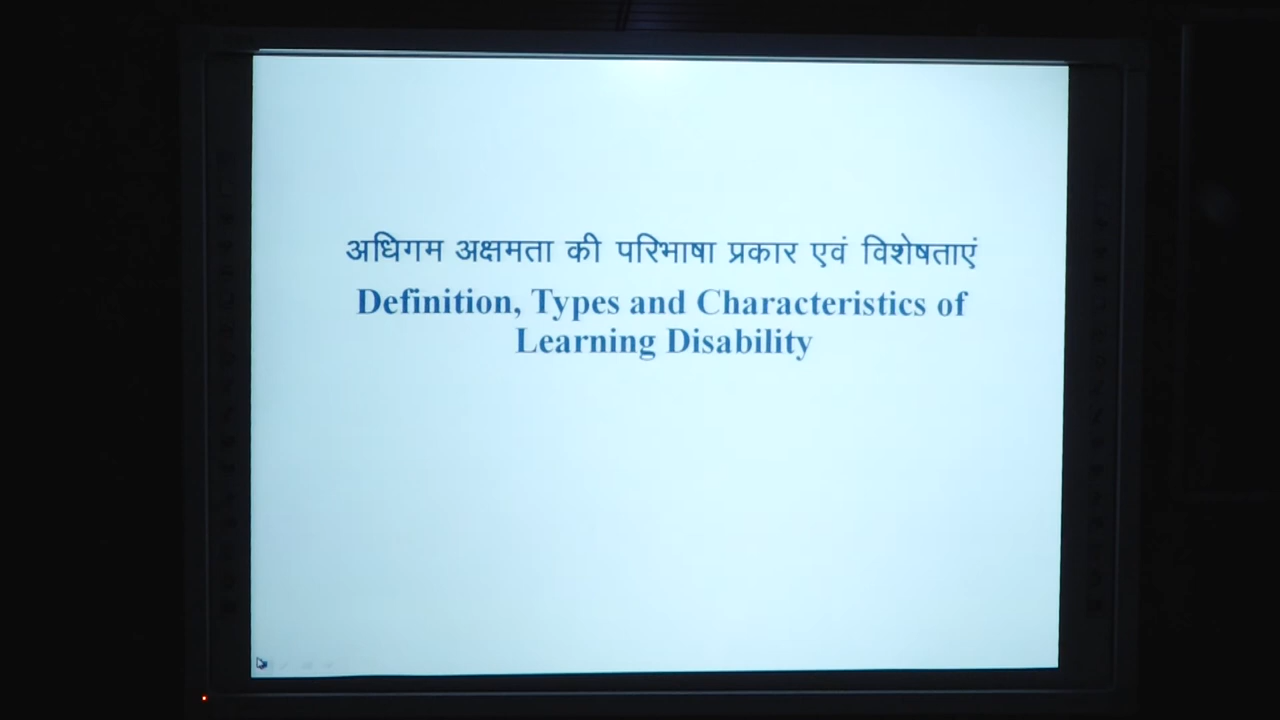 अधिगम अक्षमता की परिभाषा प्रकार एवं विशेषताएं
Definition, Types and Characteristics of
Learning Disability